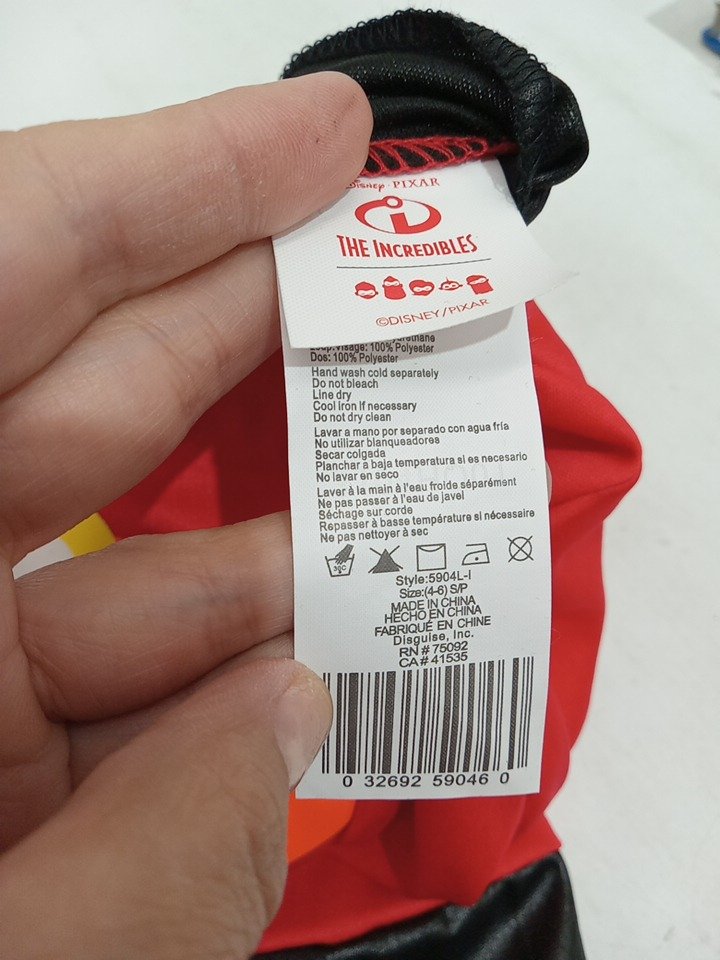 Disney · PIXAR
THE INCREDIBLES
©DISNEY/PIXAR
Visage: 100% Polyester
Dos: 100% Polyester
Hand wash cold separately
Do not bleach
Line dry
Cool iron if necessary
Do not dry clean
Lavar a mano por separado con agua fría
No utilizar blanqueadores
Secar colgada
Planchar a baja temperatura si es necesario
No lavar en seco
Laver à la main à l'eau froide séparément
Ne pas passer à l'eau de javel
Séchage sur corde
Repasser à basse température si nécessaire
Ne pas nettoyer à sec
30C
Style:5904L-I
Size:(4-6) S/P
MADE IN CHINA
HECHO EN CHINA
FABRIQUÉ EN CHINE
Disguise, Inc.
RN # 75092
CA # 41535
0 32692 59046 0